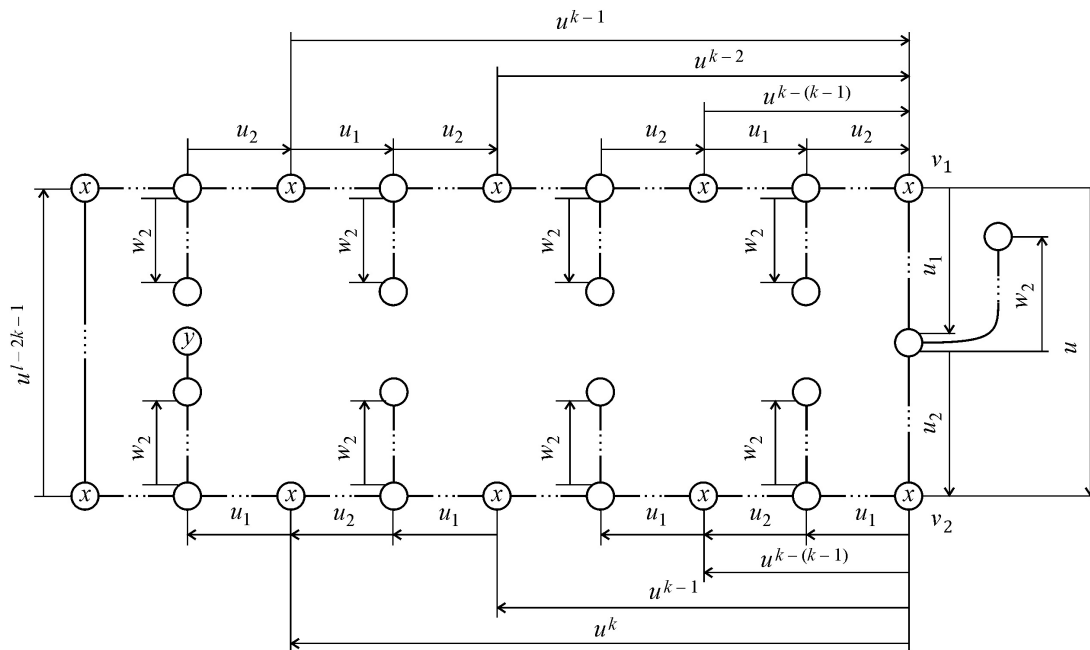 u^{k-1}
u^{k-2}
u^{k-(k-1)}
u_2 u_1 u_2 u_2 u_1 u_2
x x x x x v_1
w_2 w_2 w_2 w_2 u_1 w_2
u^{l-2k-1} y u
w_2 w_2 w_2 w_2 u_2
x x x x x v_2
u_1 u_2 u_1 u_1 u_2 u_1
u^{k-(k-1)}
u^{k-1}
u^k